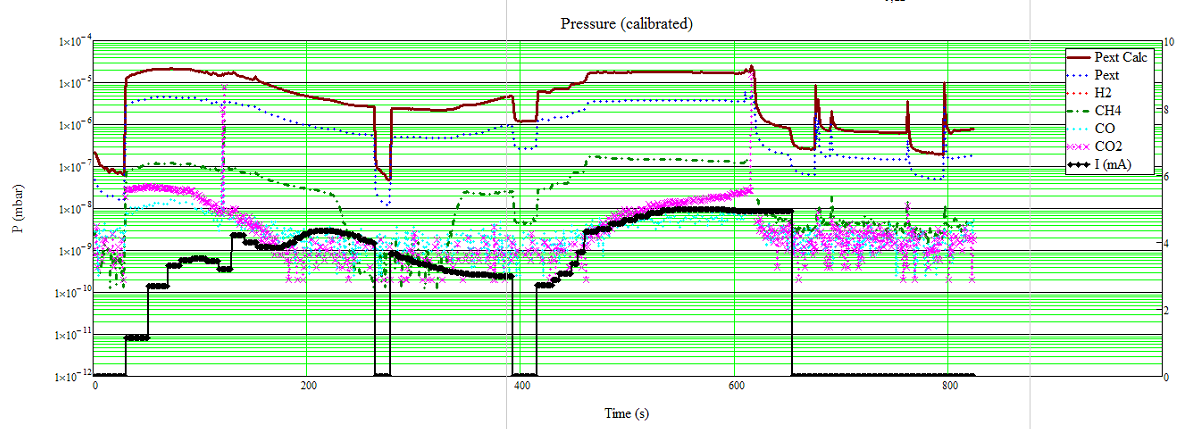 Pressure (calibrated)
1×10⁻⁴
1×10⁻⁵
1×10⁻⁶
1×10⁻⁷
1×10⁻⁸
1×10⁻⁹
1×10⁻¹⁰
1×10⁻¹¹
1×10⁻¹²
P (mbar)
10
8
6
4
2
0
Pext Calc
Pext
H2
CH4
CO
CO2
I (mA)
0 200 400 600 800
Time (s)